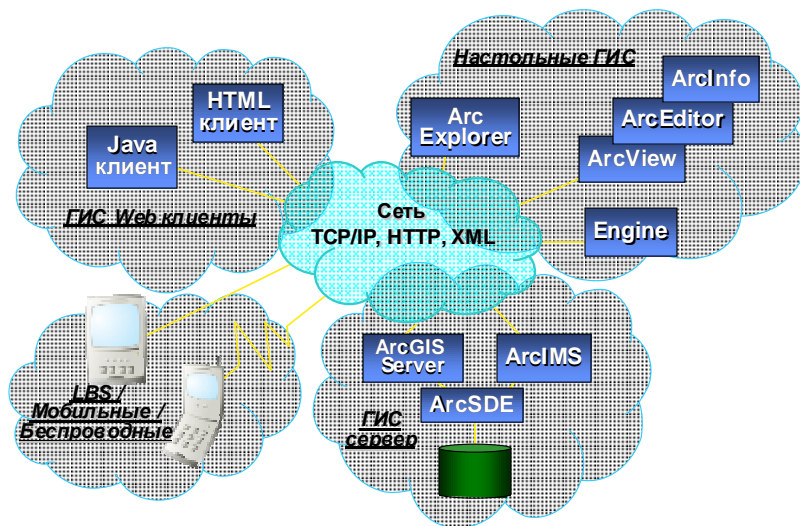 Настольные ГИС
ArcInfo
HTML
клиент
Arc
Explorer
ArcEditor
Java
клиент
ArcView
ГИС Web клиенты
Сеть
TCP/IP, HTTP, XML
Engine
ArcGIS
Server
ArcIMS
LBS /
Мобильные /
Беспроводные
ArcSDE
ГИС
сервер